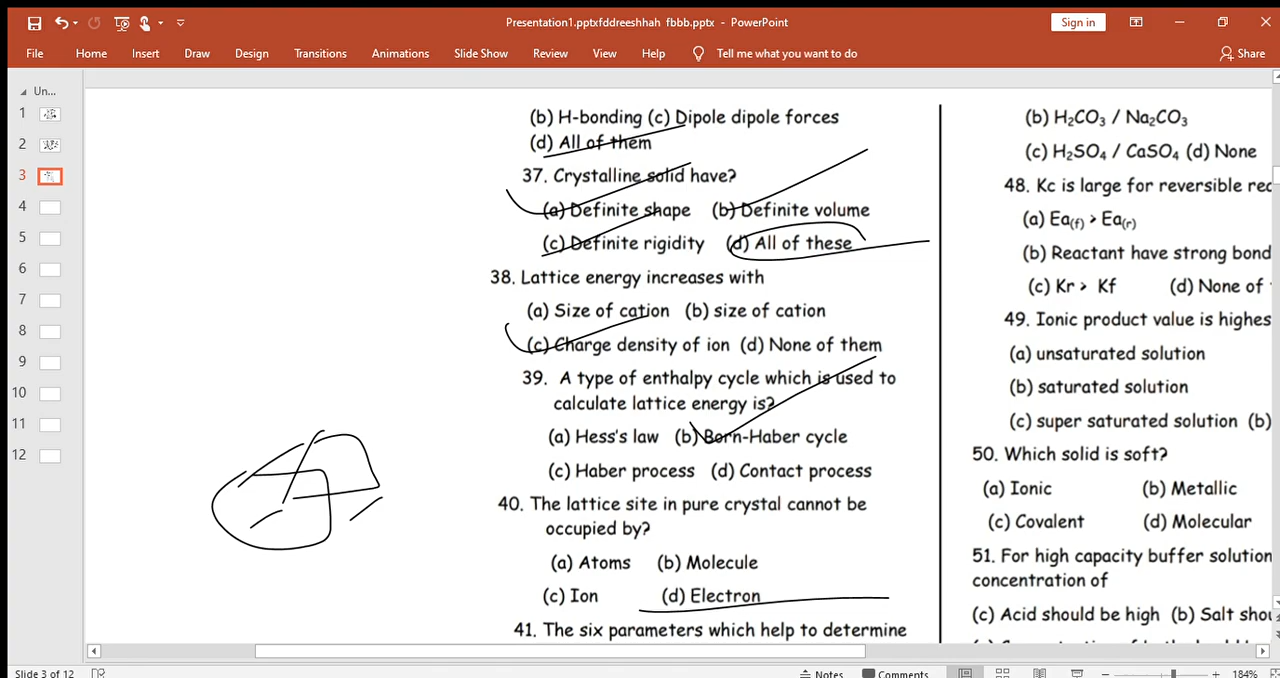 Presentation1.pptxfddreeshhah fbbb.pptx - PowerPoint
Sign in
File Home Insert Draw Design Transitions Animations Slide Show Review View Help Tell me what you want to do Share
Un...
1
2
3
4
5
6
7
8
9
10
11
12
(b) H-bonding (c) Dipole dipole forces
(d) All of them
37. Crystalline solid have?
(a) Definite shape (b) Definite volume
(c) Definite rigidity (d) All of these
38. Lattice energy increases with
(a) Size of cation (b) size of cation
(c) Charge density of ion (d) None of them
39. A type of enthalpy cycle which is used to
calculate lattice energy is?
(a) Hess's law (b) Born-Haber cycle
(c) Haber process (d) Contact process
40. The lattice site in pure crystal cannot be
occupied by?
(a) Atoms (b) Molecule
(c) Ion (d) Electron
41. The six parameters which help to determine
(b) H₂CO₃ / Na₂CO₃
(c) H₂SO₄ / CaSO₄ (d) None
48. Kc is large for reversible
(a) Ea(f) > Ea(r)
(b) Reactant have strong bond
(c) Kr > Kf (d) None of
49. Ionic product value is highes
(a) unsaturated solution
(b) saturated solution
(c) super saturated solution (b)
50. Which solid is soft?
(a) Ionic (b) Metallic
(c) Covalent (d) Molecular
51. For high capacity buffer solution
concentration of
(c) Acid should be high (b) Salt
Slide 3 of 12 Notes Comments 184%